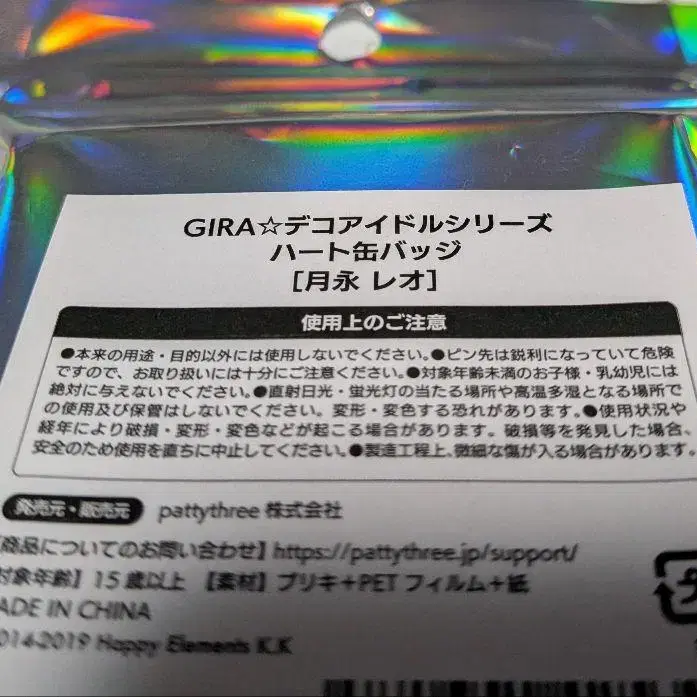 GIRA☆デコアイドルシリーズ
ハート缶バッジ
[月永 レオ]
使用上のご注意
●本来の用途・目的以外には使用しないでください。●ピン先は鋭利になっていて危険
ですので、お取り扱いには十分にご注意ください。●対象年齢未満のお子様・乳幼児には
絶対に与えないでください。●直射日光・蛍光灯の当たる場所や高温多湿となる場所で
の使用及び保管はしないでください。変形・変色する恐れがあります。●使用状況や
経年により破損・変形・変色などが起こる場合があります。破損等を発見した場合、
安全のため使用を直ちに中止してください。●製造工程上、微細な傷が入る場合があります。
発売元・販売元 pattythree 株式会社
商品についてのお問い合わせ】https://pattythree.jp/support/
対象年齢】15歳以上 【素材】ブリキ+PETフィルム+紙
ADE IN CHINA
014-2019 Happy Elements K.K